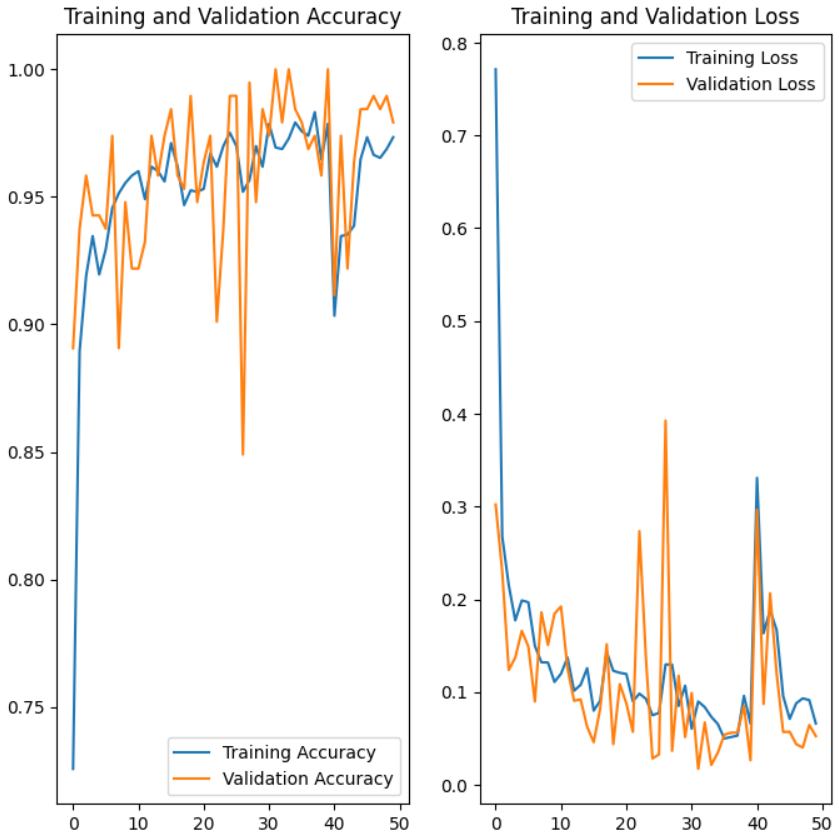 Training and Validation Accuracy
1.00
0.95
0.90
0.85
0.80
0.75
Training Accuracy
Validation Accuracy
0 10 20 30 40 50
Training and Validation Loss
0.8
0.7
0.6
0.5
0.4
0.3
0.2
0.1
0.0
Training Loss
Validation Loss
0 10 20 30 40 50